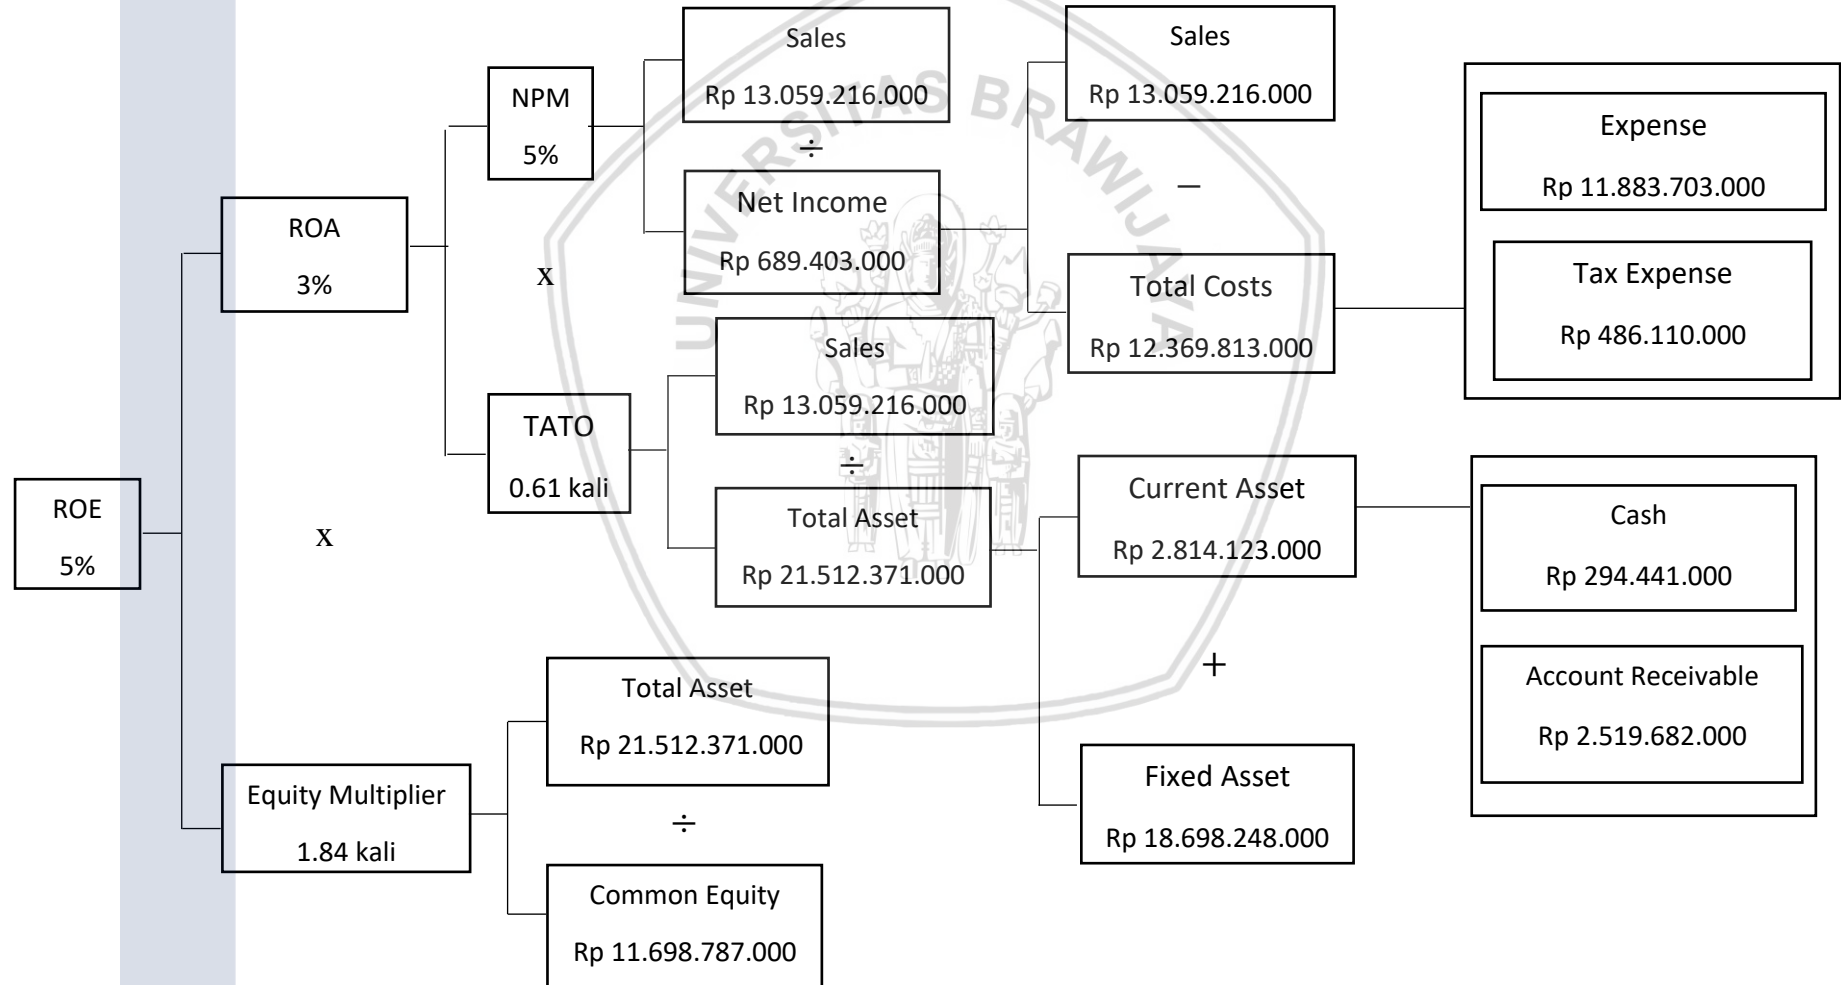 Sales
Rp 13.059.216.000
÷
Net Income
Rp 689.403.000
Sales
Rp 13.059.216.000
–
Total Costs
Rp 12.369.813.000
Expense
Rp 11.883.703.000
Tax Expense
Rp 486.110.000
NPM
5%
ROA
3%
x
TATO
0.61 kali
Sales
Rp 13.059.216.000
÷
Total Asset
Rp 21.512.371.000
Current Asset
Rp 2.814.123.000
+
Fixed Asset
Rp 18.698.248.000
Cash
Rp 294.441.000
Account Receivable
Rp 2.519.682.000
ROE
5%
x
Equity Multiplier
1.84 kali
Total Asset
Rp 21.512.371.000
÷
Common Equity
Rp 11.698.787.000
UNIVERSITAS BRAWIJAYA